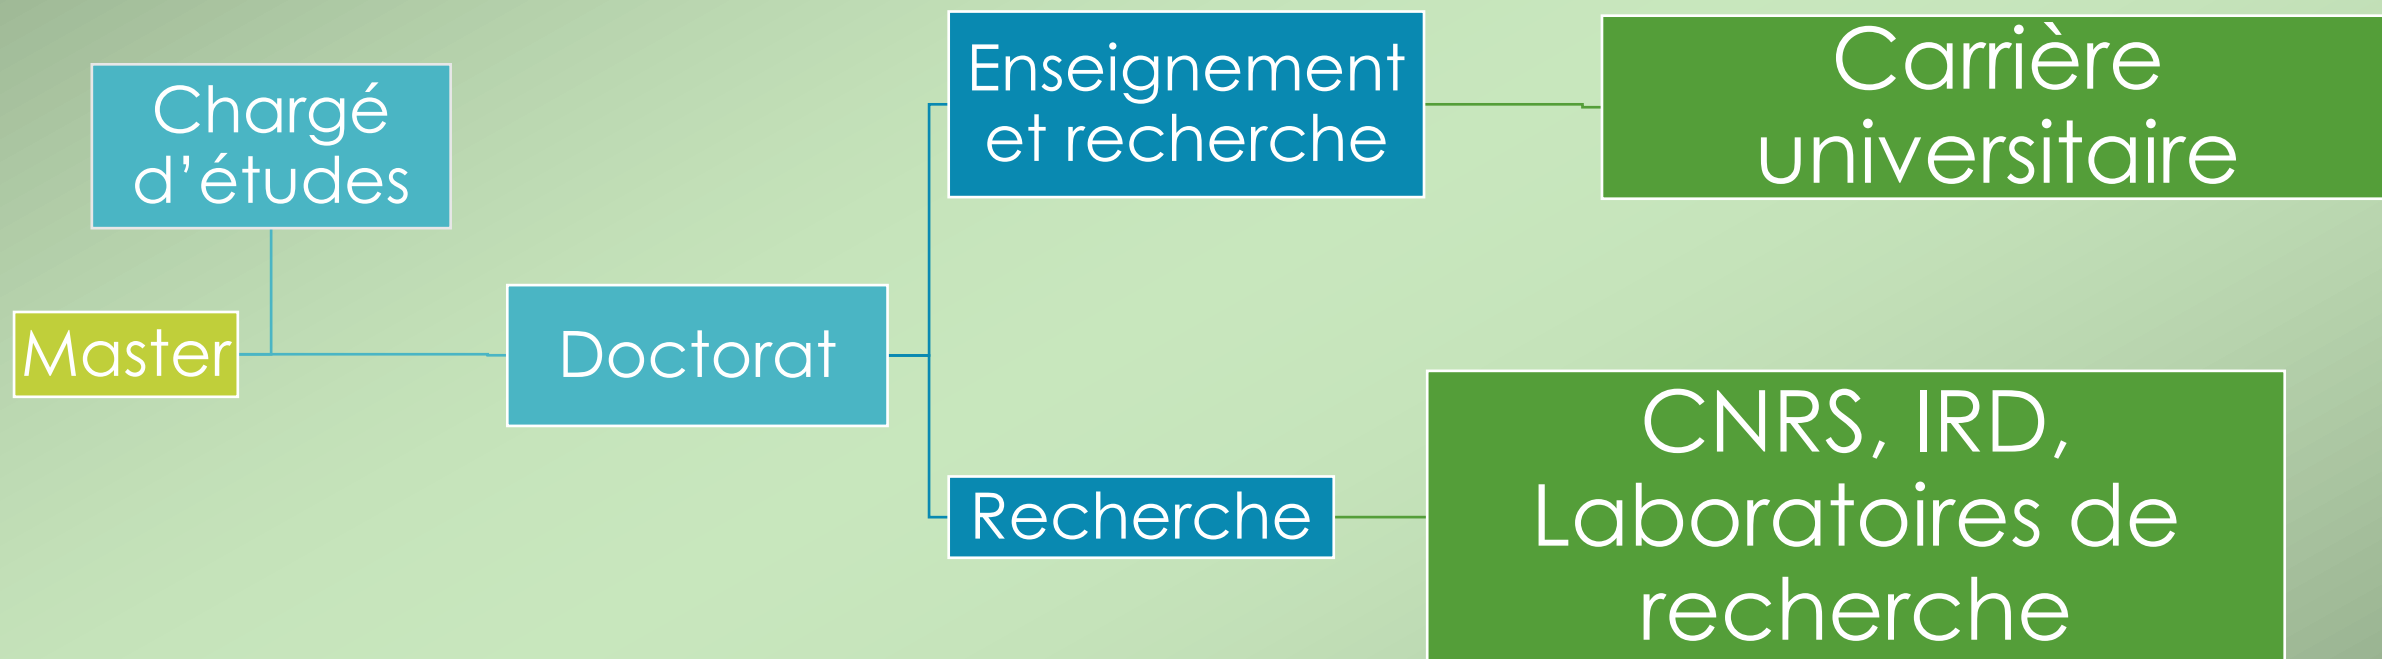 Chargé
d’études
Master
Doctorat
Enseignement
et recherche
Carrière
universitaire
Recherche
CNRS, IRD,
Laboratoires de
recherche